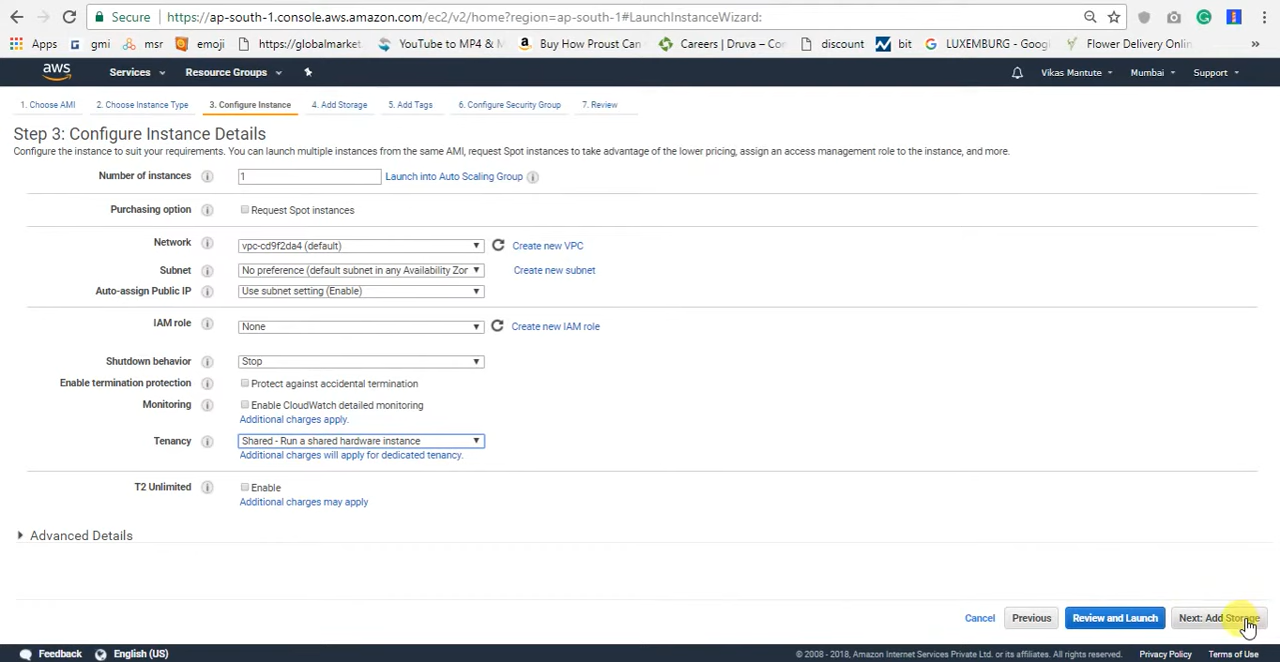 Secure
https://ap-south-1.console.aws.amazon.com/ec2/v2/home?region=ap-south-1#LaunchInstanceWizard:
Apps gmi msr emoji https://globalmarket YouTube to MP4 & M Buy How Proust Can Careers | Druva – Co discount bit LUXEMBURG - Googl Flower Delivery Onlin »
aws Services Resource Groups Vikas Mantute Mumbai Support
1. Choose AMI 2. Choose Instance Type 3. Configure Instance 4. Add Storage 5. Add Tags 6. Configure Security Group 7. Review
Step 3: Configure Instance Details
Configure the instance to suit your requirements. You can launch multiple instances from the same AMI, request Spot instances to take advantage of the lower pricing, assign an access management role to the instance, and more.
Number of instances 1 Launch into Auto Scaling Group
Purchasing option Request Spot instances
Network vpc-cd9f2da4 (default) Create new VPC
Subnet No preference (default subnet in any Availability Zor Create new subnet
Auto-assign Public IP Use subnet setting (Enable)
IAM role None Create new IAM role
Shutdown behavior Stop
Enable termination protection Protect against accidental termination
Monitoring Enable CloudWatch detailed monitoring
Additional charges apply.
Tenancy Shared - Run a shared hardware instance
Additional charges will apply for dedicated tenancy.
T2 Unlimited Enable
Additional charges may apply
Advanced Details
Cancel Previous Review and Launch Next: Add Storage
Feedback English (US) © 2008 - 2018, Amazon Internet Services Private Ltd. or its affiliates. All rights reserved. Privacy Policy Terms of Use